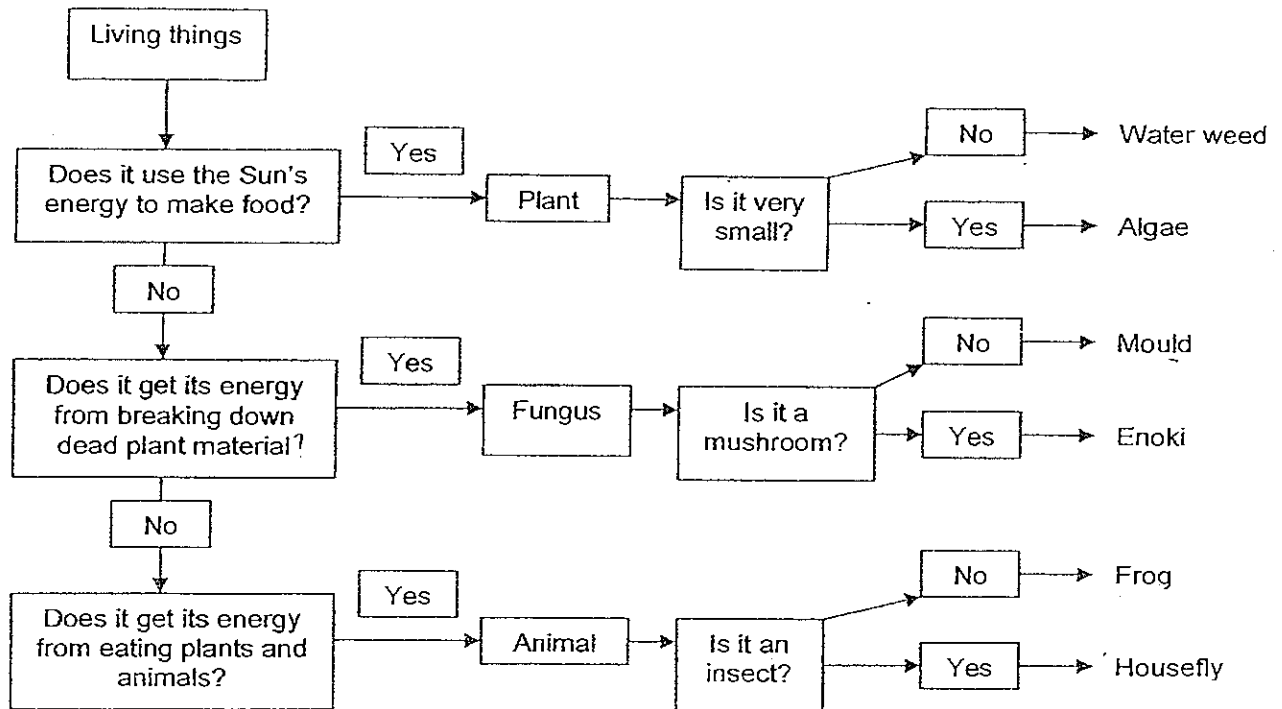 Living things
Does it use the Sun's
energy to make food?
Yes
Plant
Is it very
small?
No
Water weed
Yes
Algae
No
Does it get its energy
from breaking down
dead plant material?
Yes
Fungus
Is it a
mushroom?
No
Mould
Yes
Enoki
No
Does it get its energy
from eating plants and
animals?
Yes
Animal
Is it an
insect?
No
Frog
Yes
Housefly